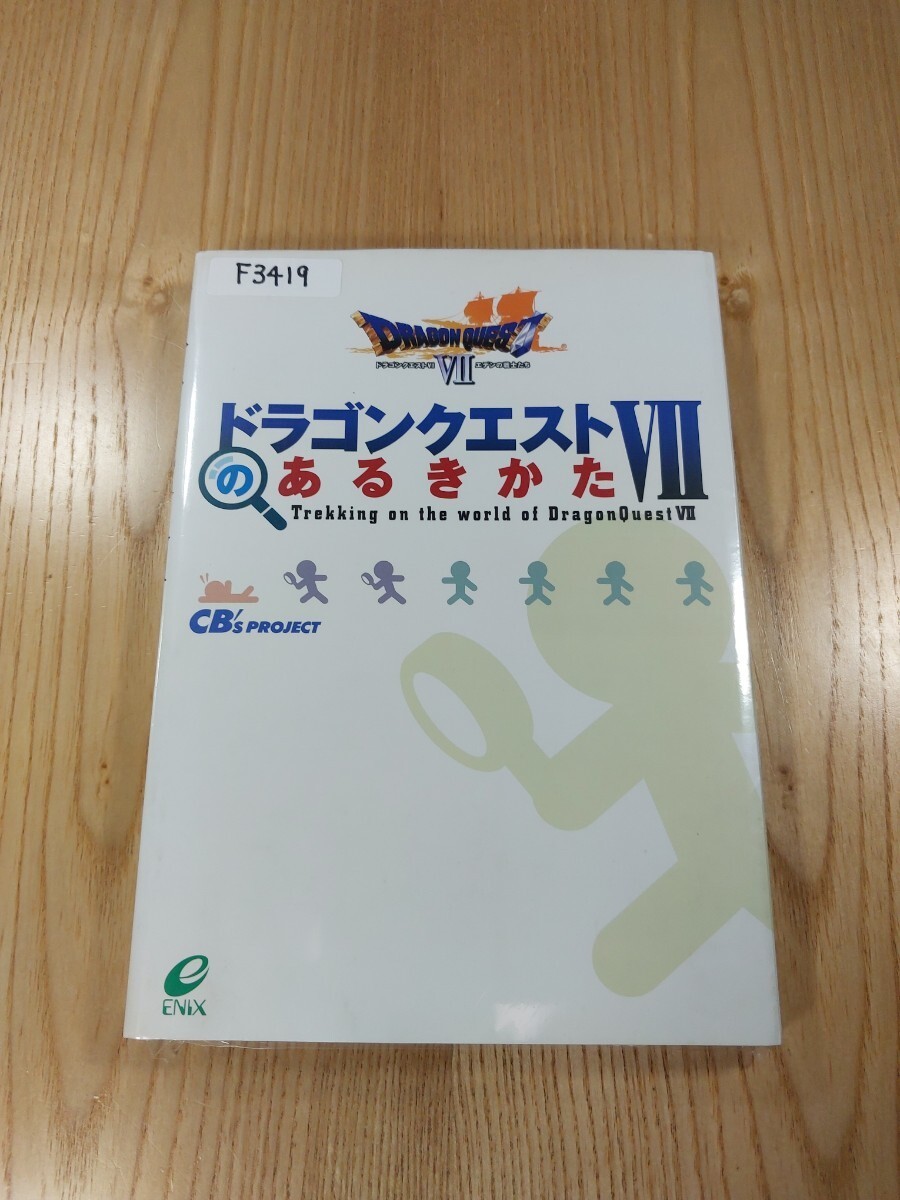 F3419
DRAGON QUEST
ドラゴンクエストVII エデンの戦士たち
VII
ドラゴンクエストVII
のあるきかた
Trekking on the world of DragonQuest VII
CB's PROJECT
ENIX